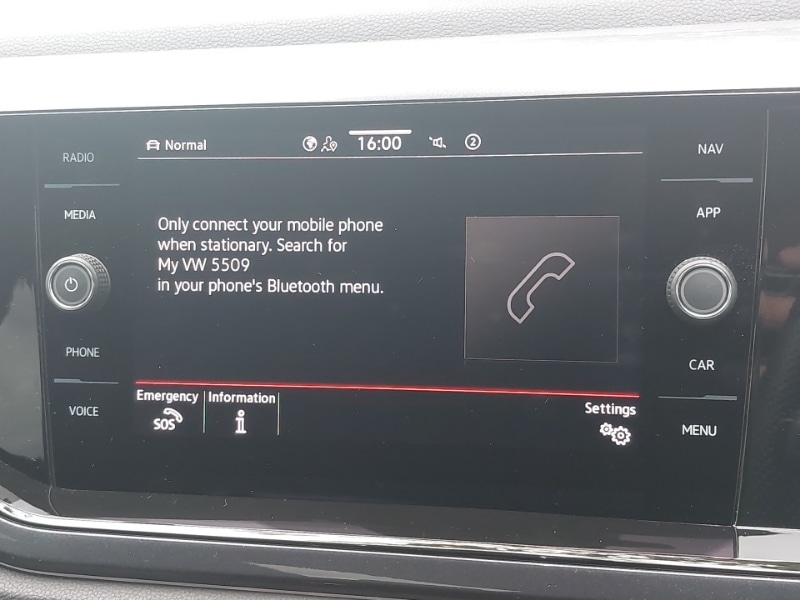 RADIO
MEDIA
PHONE
VOICE
Normal
16:00
2
Only connect your mobile phone
when stationary. Search for
My VW 5509
in your phone's Bluetooth menu.
Emergency
SOS
Information
i
Settings
NAV
APP
CAR
MENU